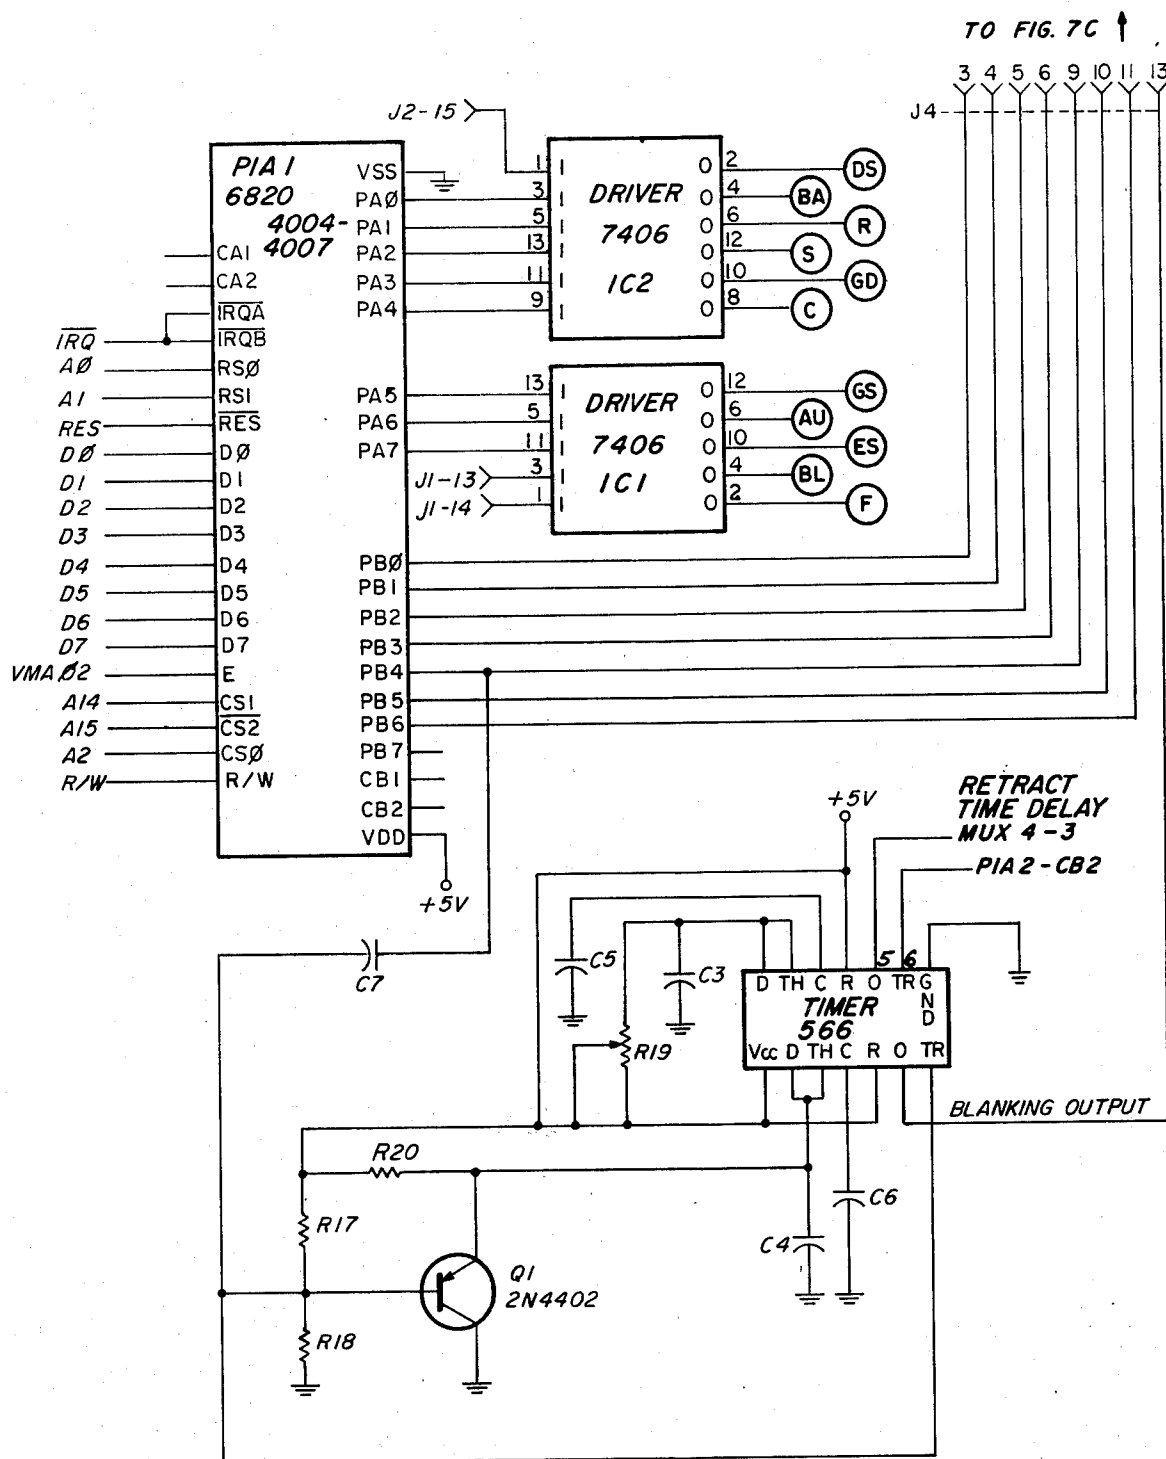 TO FIG. 7C
3 4 5 6 9 10 11 13
J4
J2-15
PIA 1
6820
4004-
4007
VSS
PAØ
PA1
PA2
PA3
PA4
PA5
PA6
PA7
PBØ
PB1
PB2
PB3
PB4
PB5
PB6
PB7
CB1
CB2
VDD
+5V
CA1
CA2
IRQA
IRQB
RSØ
RS1
RES
DØ
D1
D2
D3
D4
D5
D6
D7
E
CS1
CS2
CSØ
R/W
IRQ
AØ
A1
RES
DØ
D1
D2
D3
D4
D5
D6
D7
VMA Ø2
A14
A15
A2
R/W
1 I
3
5
13
11
9 I
DRIVER
7406
IC2
O 2 DS
O 4 BA
O 6 R
O 12 S
O 10 GD
O 8 C
13 I
5
11
J1-13 3 I
J1-14 1 I
DRIVER
7406
IC1
O 12 GS
O 6 AU
O 10 ES
O 4 BL
O 2 F
RETRACT
TIME DELAY
MUX 4-3
PIA2-CB2
+5V
C7
C5
C3
R19
5 6
D TH C R O TR GND
TIMER
566
Vcc D TH C R O TR
BLANKING OUTPUT
R20
R17
R18
Q1
2N4402
C4
C6